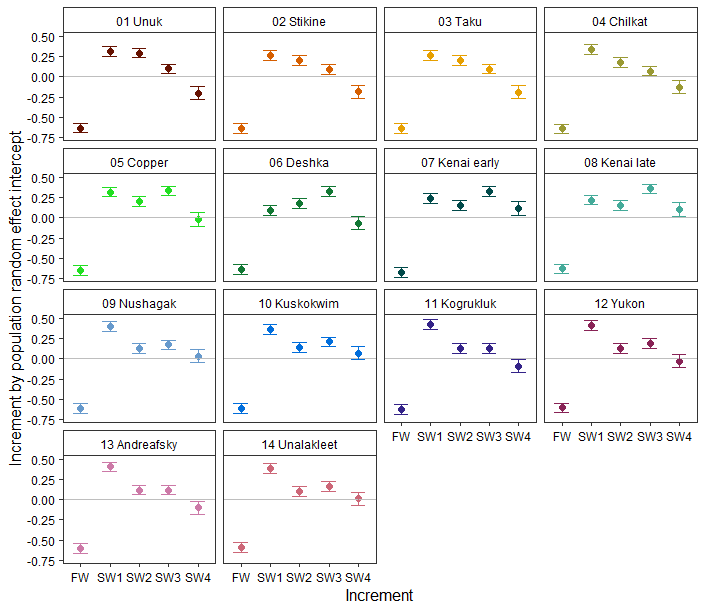 01 Unuk
02 Stikine
03 Taku
04 Chilkat
0.50
0.25
0.00
-0.25
-0.50
-0.75
05 Copper
06 Deshka
07 Kenai early
08 Kenai late
0.50
0.25
0.00
-0.25
-0.50
-0.75
09 Nushagak
10 Kuskokwim
11 Kogrukluk
12 Yukon
0.50
0.25
0.00
-0.25
-0.50
-0.75
FW SW1 SW2 SW3 SW4
FW SW1 SW2 SW3 SW4
13 Andreafsky
14 Unalakleet
0.50
0.25
0.00
-0.25
-0.50
-0.75
FW SW1 SW2 SW3 SW4
FW SW1 SW2 SW3 SW4
Increment
Increment by population random effect intercept